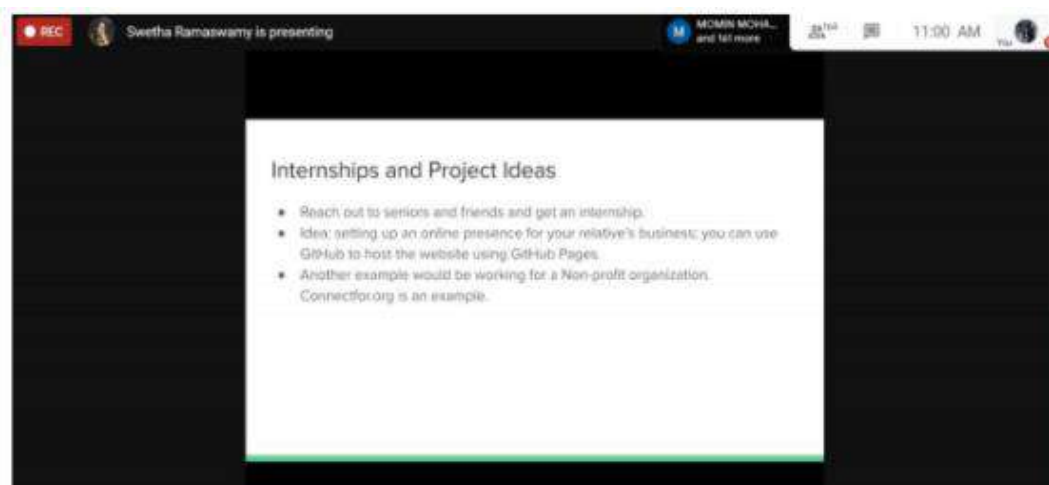 REC
Swetha Ramaswamy is presenting
M
MOMIN MOHA...
and more
11:00 AM
You
Internships and Project Ideas
● Reach out to seniors and friends and get an internship.
● Idea: setting up an online presence for your relative's business; you can use
GitHub to host the website using GitHub Pages.
● Another example would be working for a Non-profit organization.
Connectfor.org is an example.